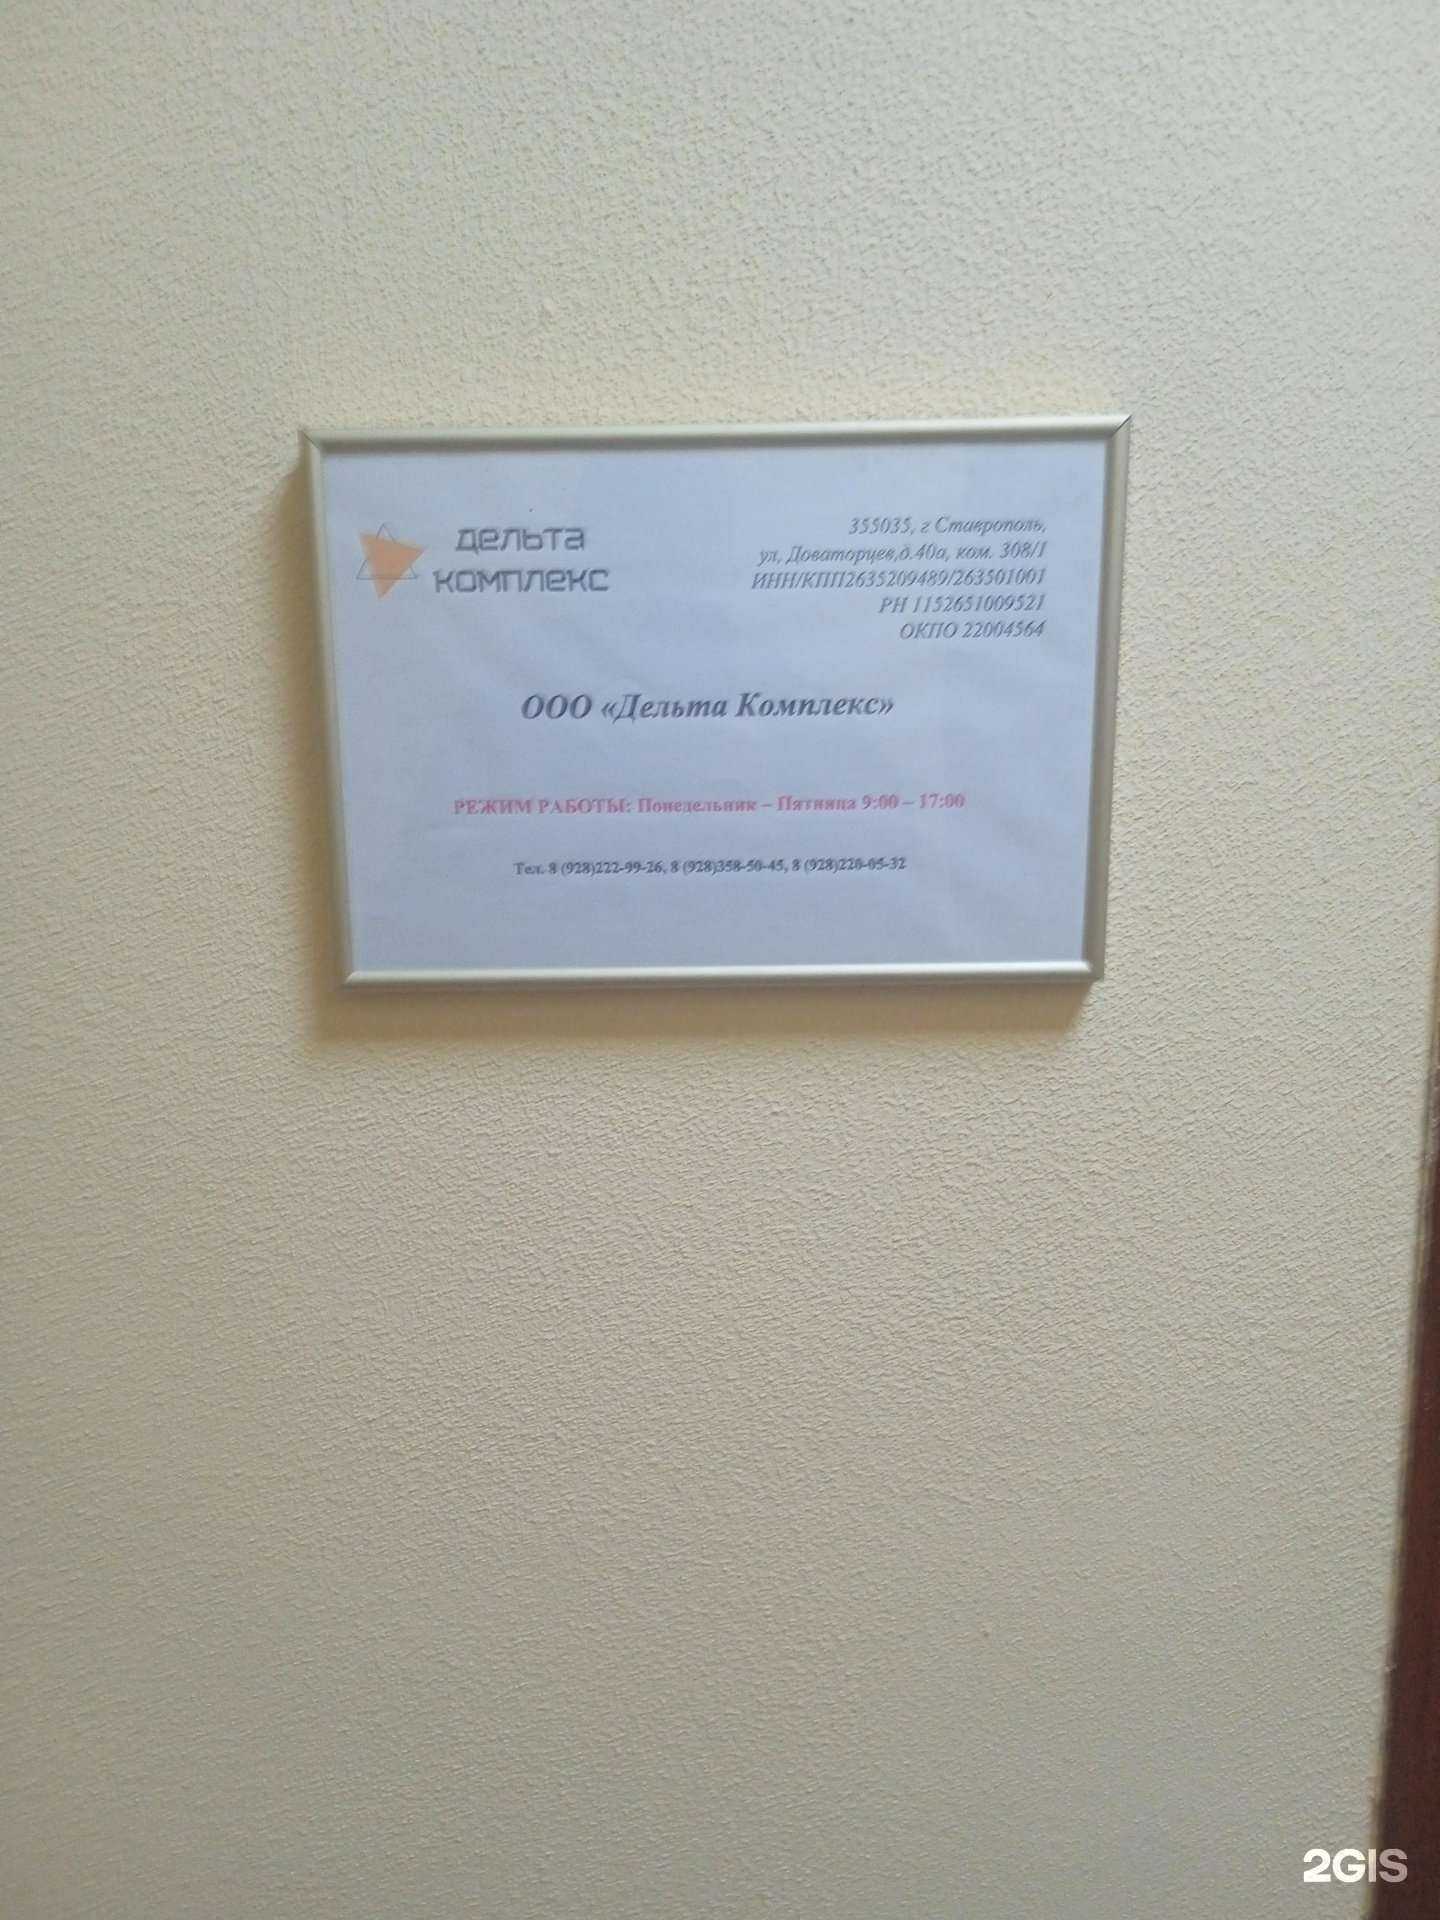 дельта
комплекс
355035, г Ставрополь,
ул, Доваторцев,д.40а, ком. 308/1
ИНН/КПП2635209489/263501001
РН 1152651009521
ОКПО 22004564
ООО «Дельта Комплекс»
РЕЖИМ РАБОТЫ: Понедельник – Пятница 9:00 – 17:00
Тел. 8 (928)222-99-26, 8 (928)358-50-45, 8 (928)220-05-32
2GIS